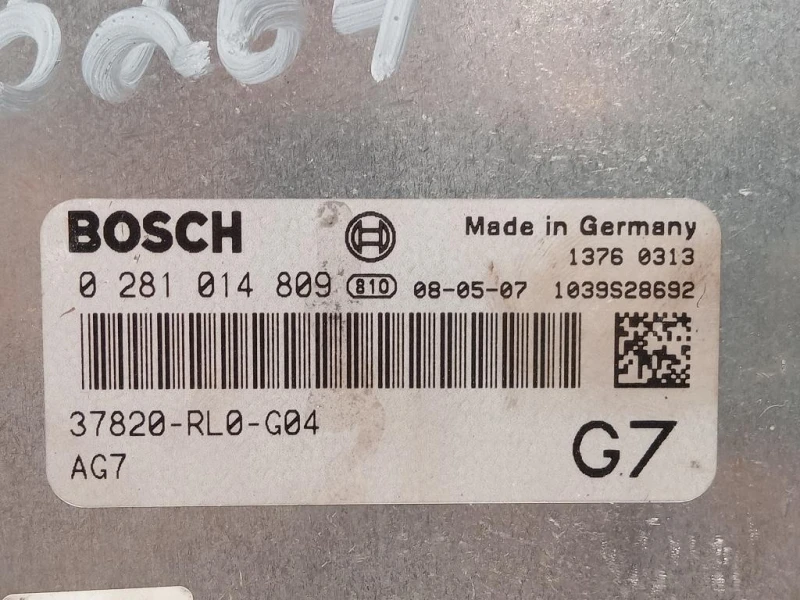 BOSCH
Made in Germany
1376 0313
0 281 014 809 810 08-05-07 1039S28692
37820-RL0-G04
AG7
G7